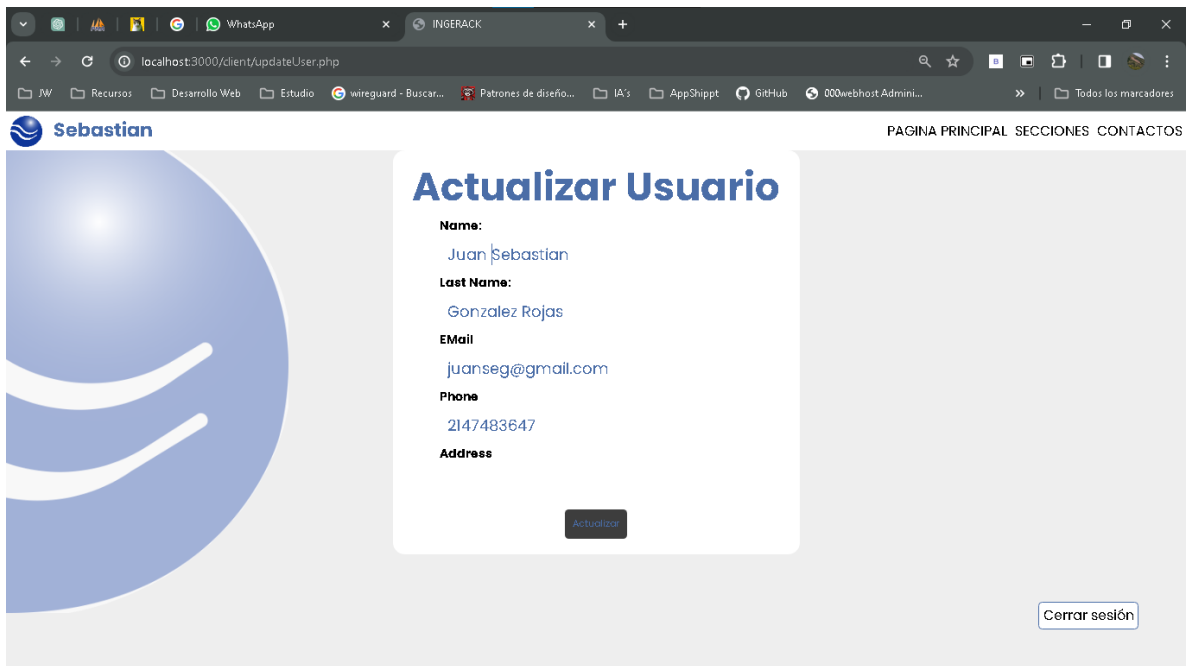 WhatsApp
INGERACK
localhost:3000/client/updateUser.php
JW Recursos Desarrollo Web Estudio wireguard - Buscar... Patrones de diseño... IA's AppShippt GitHub 000webhost Admini... » Todos los marcadores
Sebastian PAGINA PRINCIPAL SECCIONES CONTACTOS
Actualizar Usuario
Name:
Juan Sebastian
Last Name:
Gonzalez Rojas
EMail
juanseg@gmail.com
Phone
2147483647
Address
Actualizar
Cerrar sesión